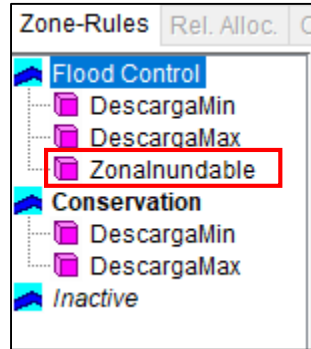 Zone-Rules Rel. Alloc.
Flood Control
DescargaMin
DescargaMax
ZonaInundable
Conservation
DescargaMin
DescargaMax
Inactive